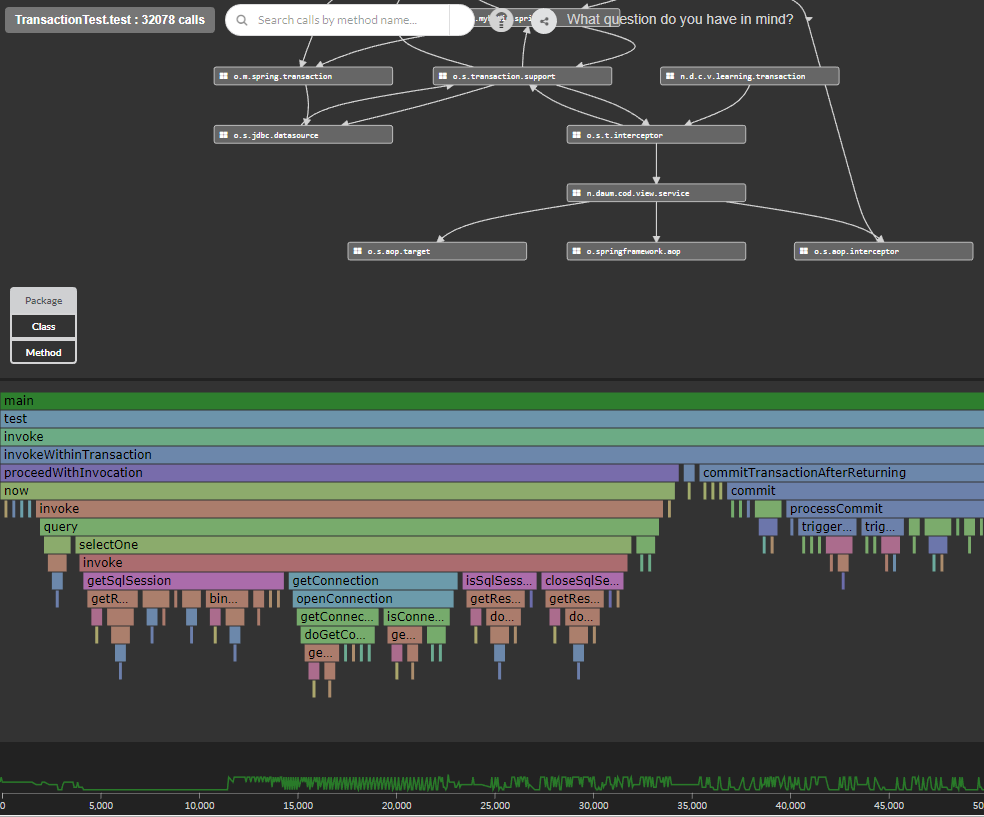 TransactionTest.test : 32078 calls
Search calls by method name...
What question do you have in mind?
o.m.spring.transaction
o.s.transaction.support
n.d.c.v.learning.transaction
o.s.jdbc.datasource
o.s.t.interceptor
n.daum.cod.view.service
o.s.aop.target
o.springframework.aop
o.s.aop.interceptor
Package
Class
Method
main
test
invoke
invokeWithinTransaction
proceedWithInvocation
commitTransactionAfterReturning
now
commit
invoke
processCommit
query
trigger...
trig...
selectOne
invoke
getSqlSession
getConnection
isSqlSess...
closeSqlSe...
getR...
bin...
openConnection
getRes...
getRes...
getConnec...
isConne...
do...
do...
doGetCo...
ge...
ge...
0
5,000
10,000
15,000
20,000
25,000
30,000
35,000
40,000
45,000
50